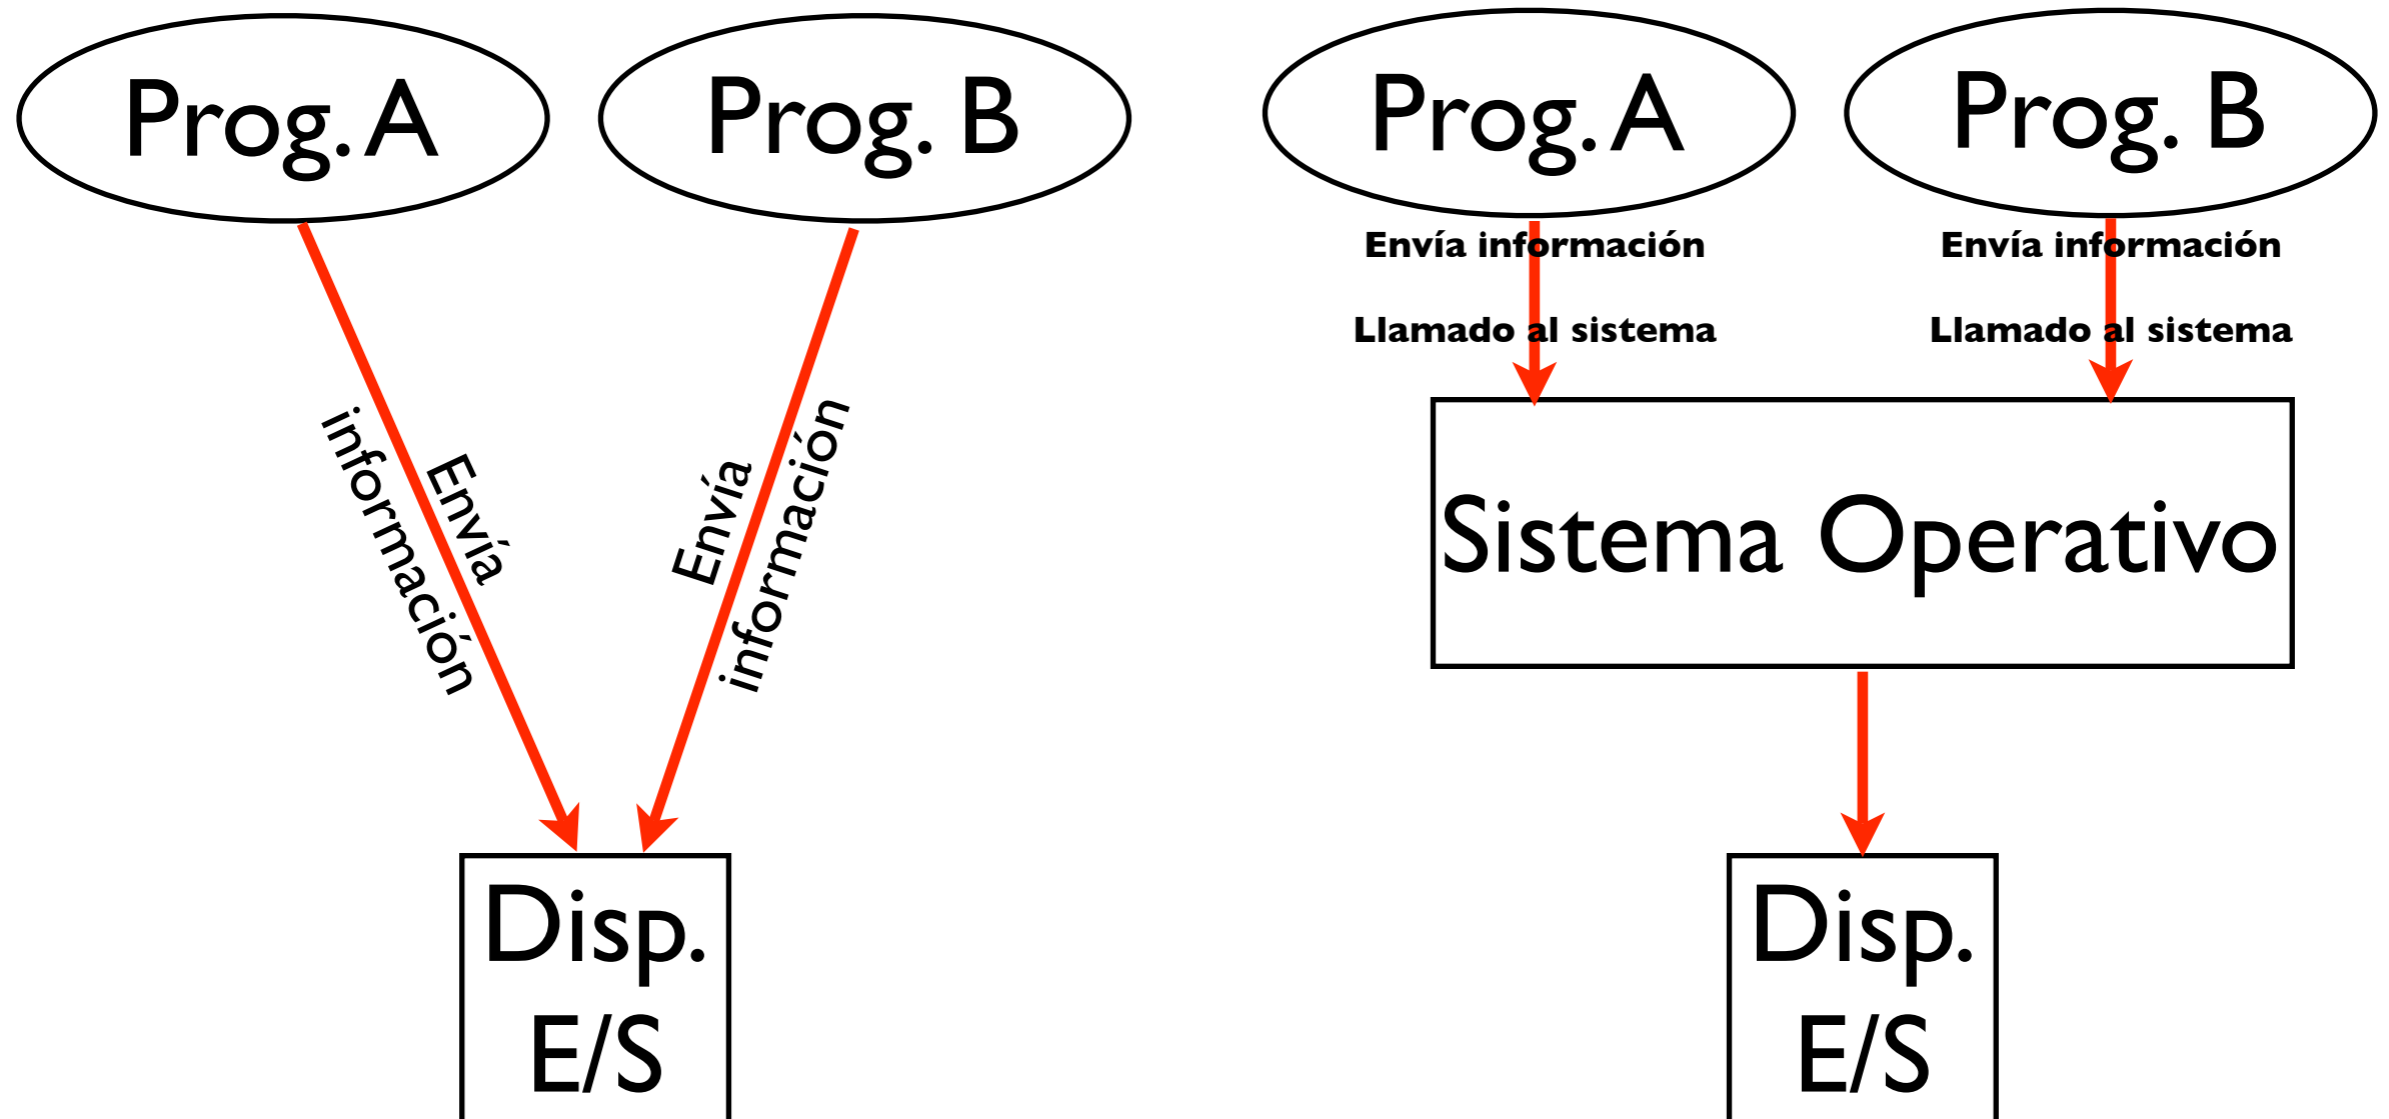 Prog. A
Prog. B
Envía
información
Envía
información
Disp.
E/S
Prog. A
Prog. B
Envía información
Llamado al sistema
Envía información
Llamado al sistema
Sistema Operativo
Disp.
E/S